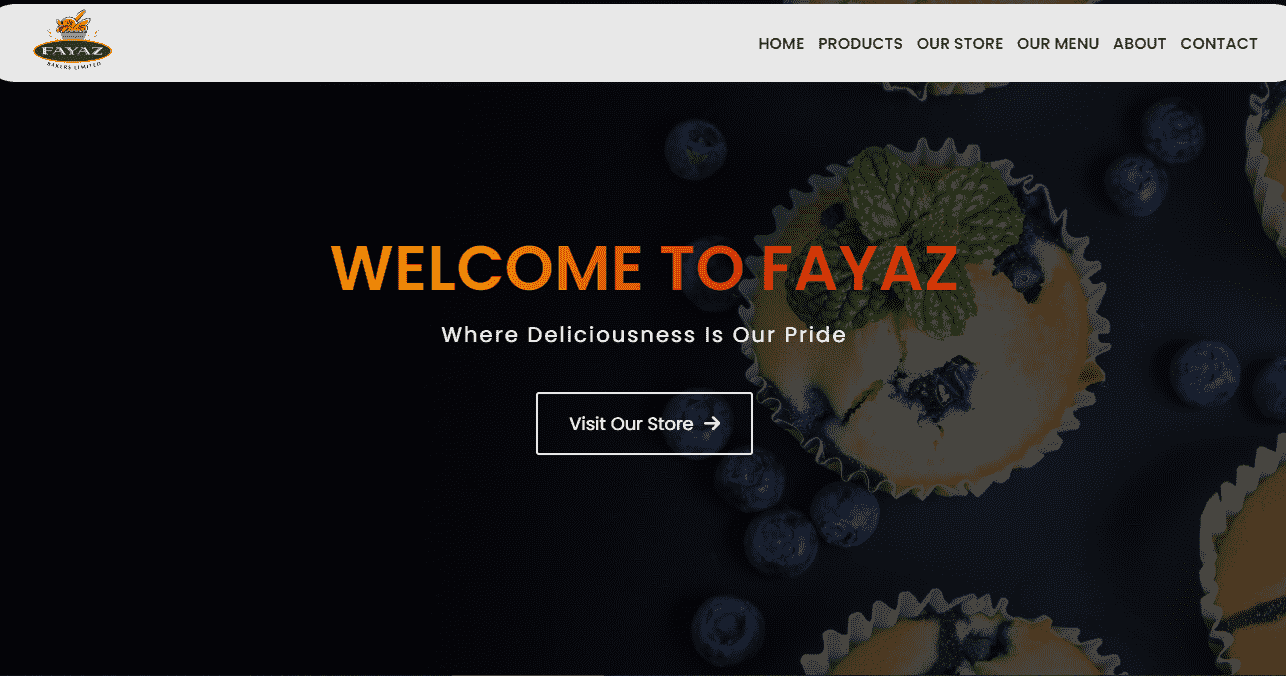 FAYAZ
BAKERS LIMITED
HOME PRODUCTS OUR STORE OUR MENU ABOUT CONTACT
WELCOME TO FAYAZ
Where Deliciousness Is Our Pride
Visit Our Store →